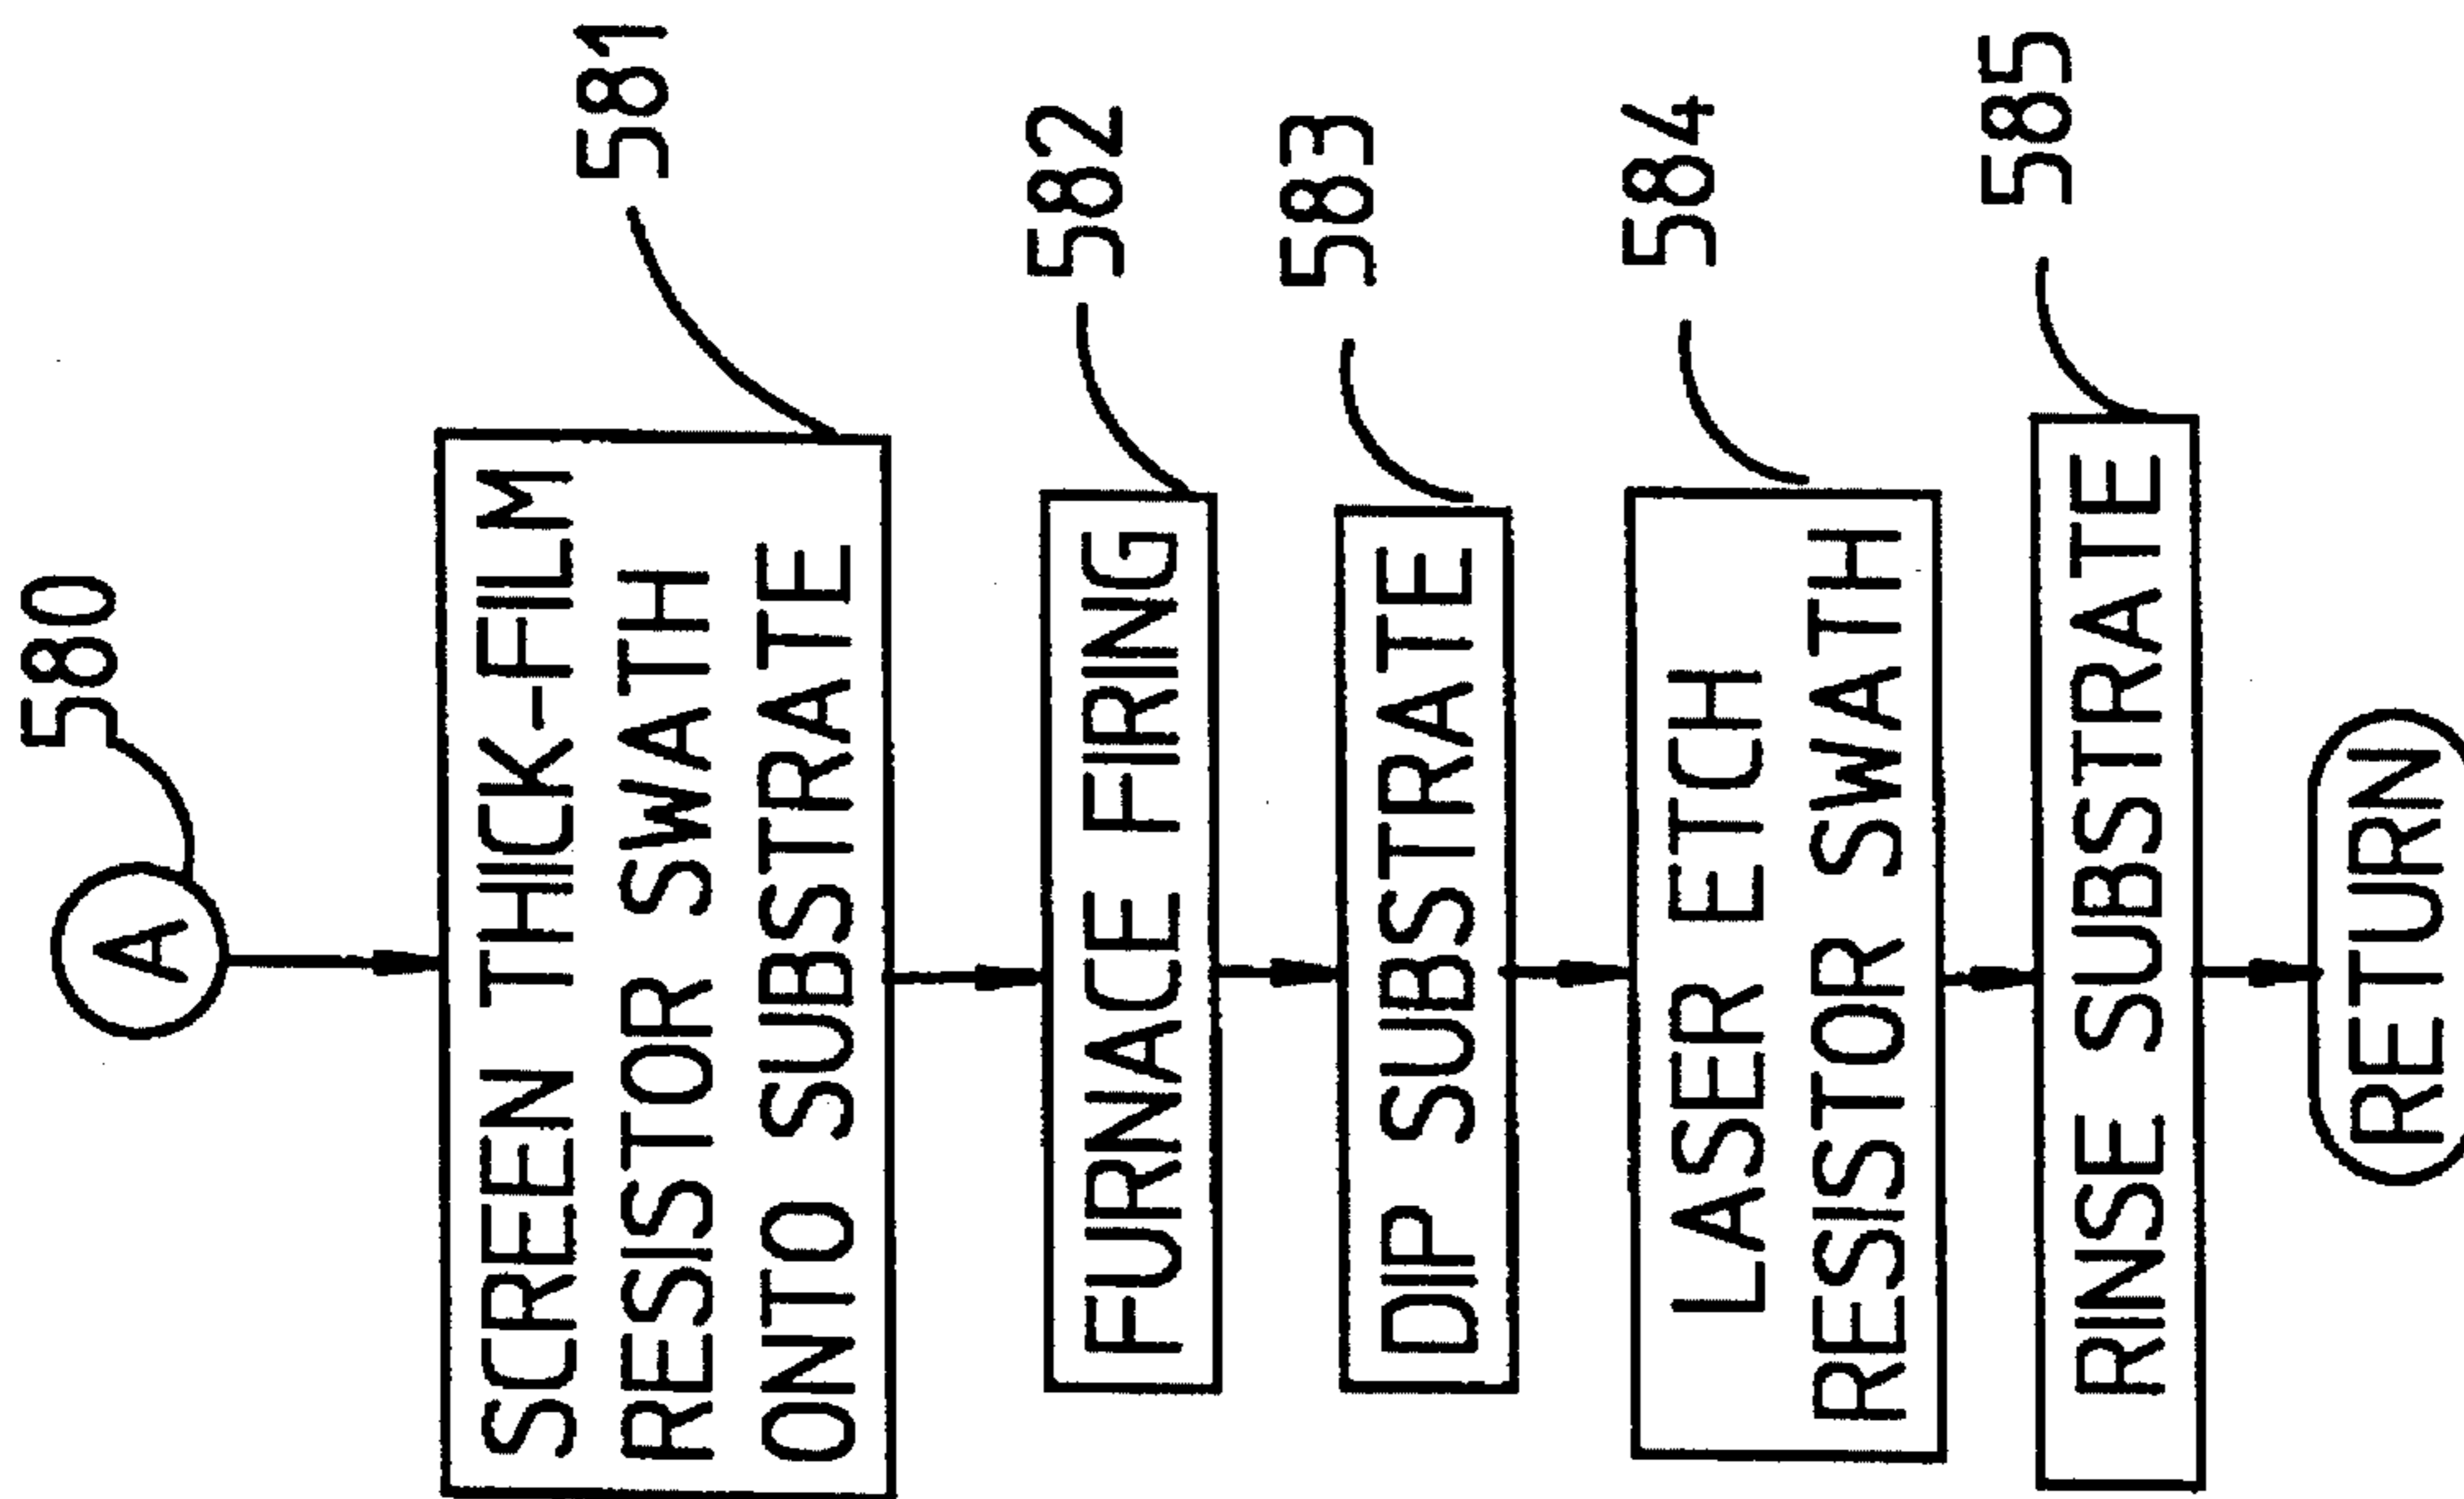 580
A
581
SCREEN THICK-FILM
RESISTOR SWATH
ONTO SUBSTRATE
582
FURNACE FIRING
583
DIP SUBSTRATE
584
LASER ETCH
RESISTOR SWATH
585
RINSE SUBSTRATE
RETURN